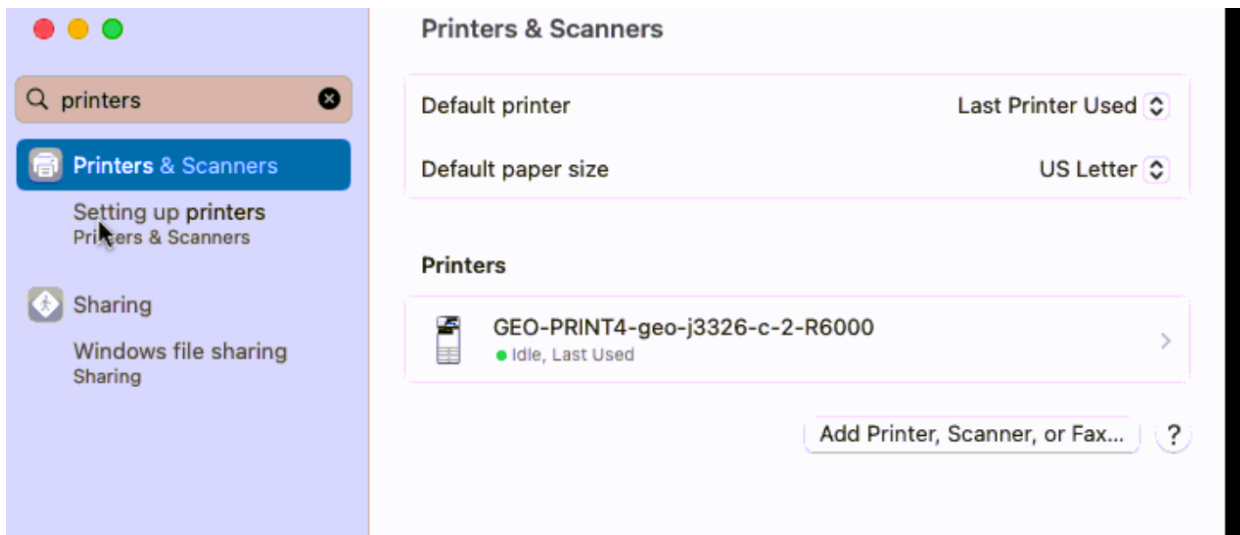 Printers & Scanners
printers
Default printer
Last Printer Used
Printers & Scanners
Default paper size
US Letter
Setting up printers
Printers & Scanners
Printers
Sharing
GEO-PRINT4-geo-j3326-c-2-R6000
Idle, Last Used
Windows file sharing
Sharing
Add Printer, Scanner, or Fax...
?